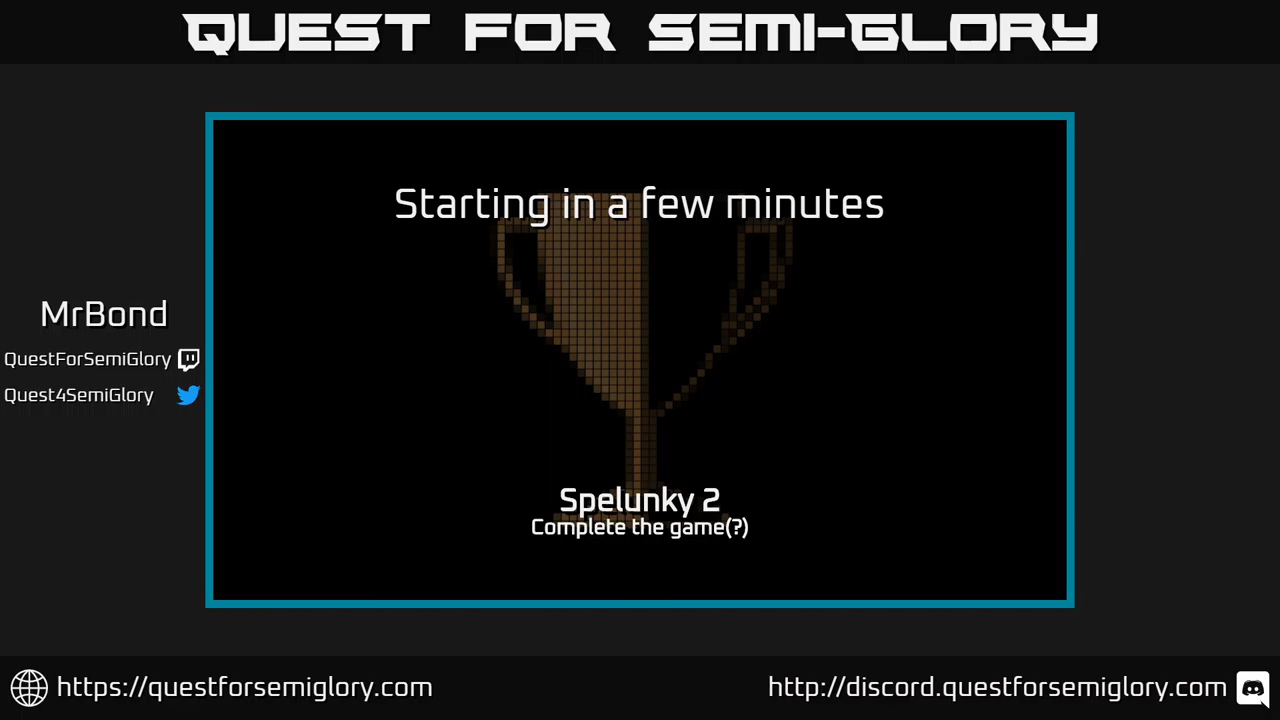 QUEST FOR SEMI-GLORY
Starting in a few minutes
MrBond
QuestForSemiGlory
Quest4SemiGlory
Spelunky 2
Complete the game(?)
https://questforsemiglory.com
http://discord.questforsemiglory.com